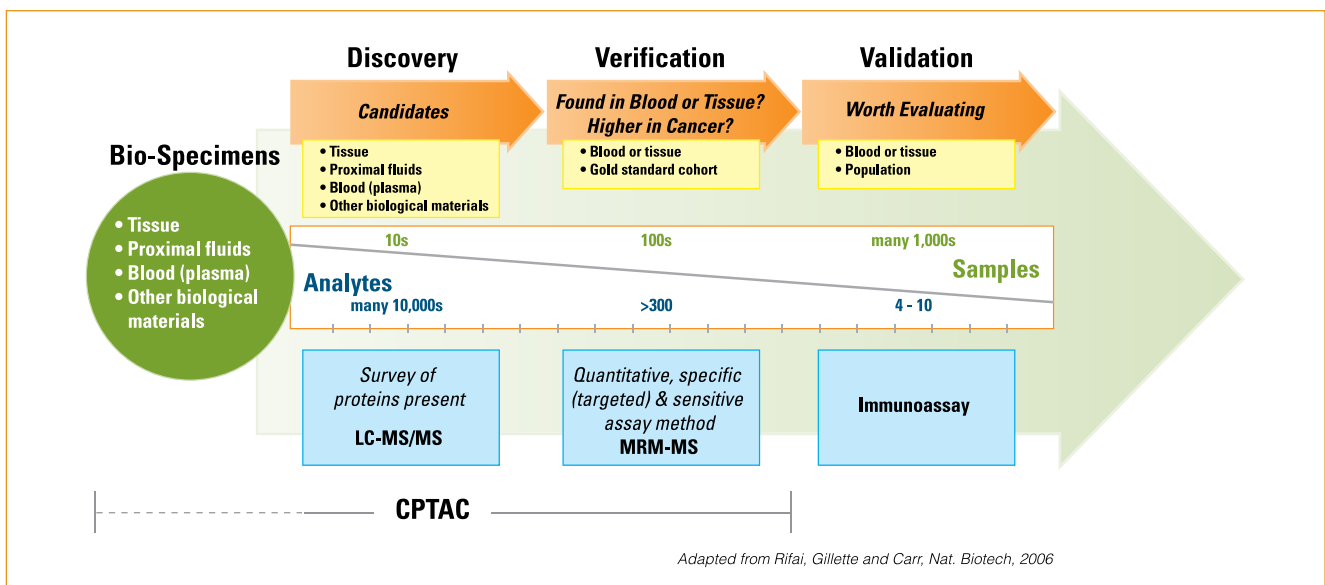 Discovery
Verification
Validation
Candidates
Found in Blood or Tissue?
Higher in Cancer?
Worth Evaluating
Bio-Specimens
• Tissue
• Proximal fluids
• Blood (plasma)
• Other biological
materials
• Tissue
• Proximal fluids
• Blood (plasma)
• Other biological materials
• Blood or tissue
• Gold standard cohort
• Blood or tissue
• Population
10s
100s
many 1,000s
Samples
Analytes
many 10,000s
>300
4 - 10
Survey of
proteins present
LC-MS/MS
Quantitative, specific
(targeted) & sensitive
assay method
MRM-MS
Immunoassay
CPTAC
Adapted from Rifai, Gillette and Carr, Nat. Biotech, 2006